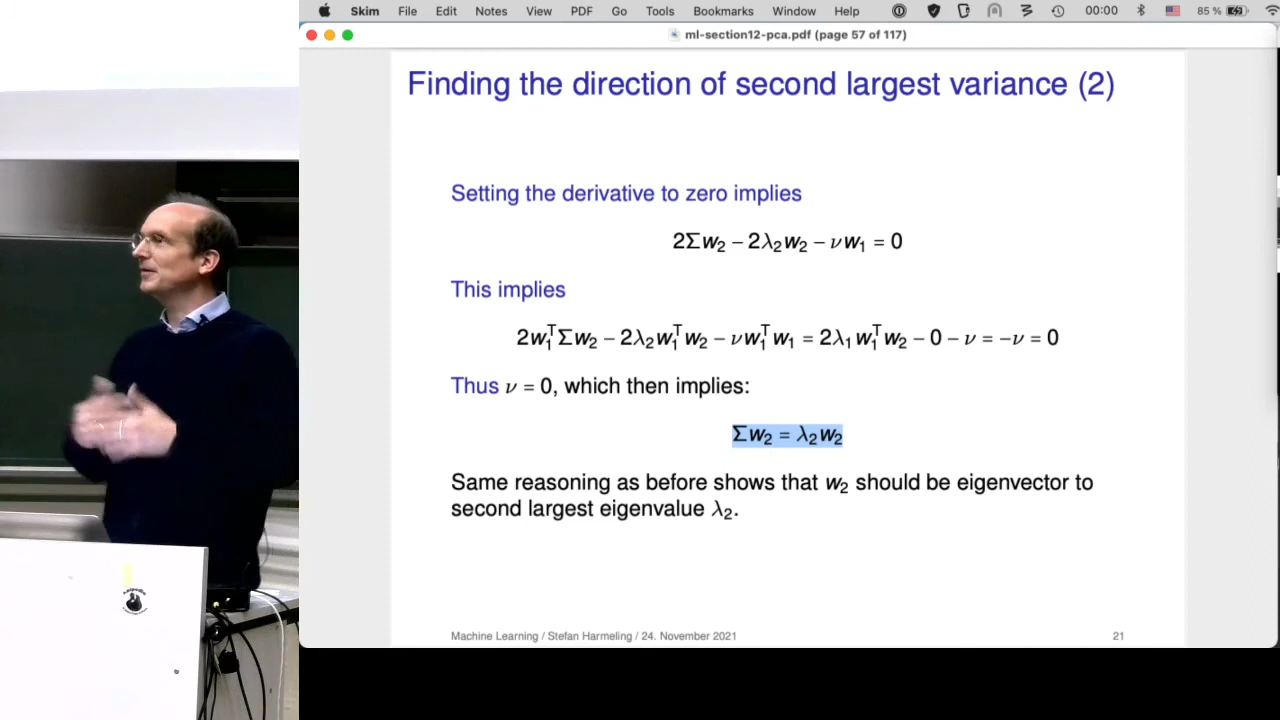 Skim File Edit Notes View PDF Go Tools Bookmarks Window Help 00:00 85 %
ml-section12-pca.pdf (page 57 of 117)
Finding the direction of second largest variance (2)
Setting the derivative to zero implies
2Σw₂ − 2λ₂w₂ − νw₁ = 0
This implies
2w₁ᵀΣw₂ − 2λ₂w₁ᵀw₂ − νw₁ᵀw₁ = 2λ₁w₁ᵀw₂ − 0 − ν = −ν = 0
Thus ν = 0, which then implies:
Σw₂ = λ₂w₂
Same reasoning as before shows that w₂ should be eigenvector to
second largest eigenvalue λ₂.
Machine Learning / Stefan Harmeling / 24. November 2021 21